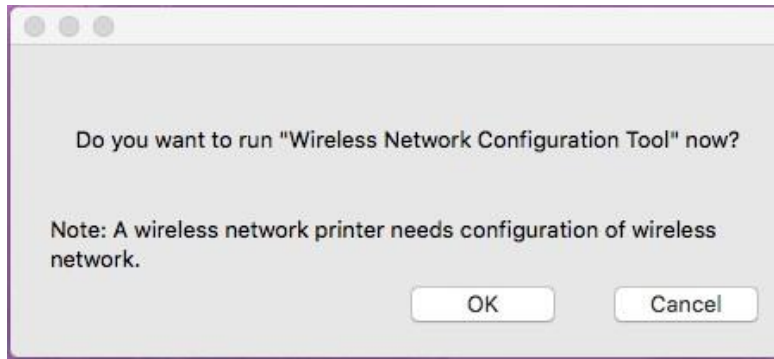 Do you want to run "Wireless Network Configuration Tool" now?
Note: A wireless network printer needs configuration of wireless
network.
OK Cancel